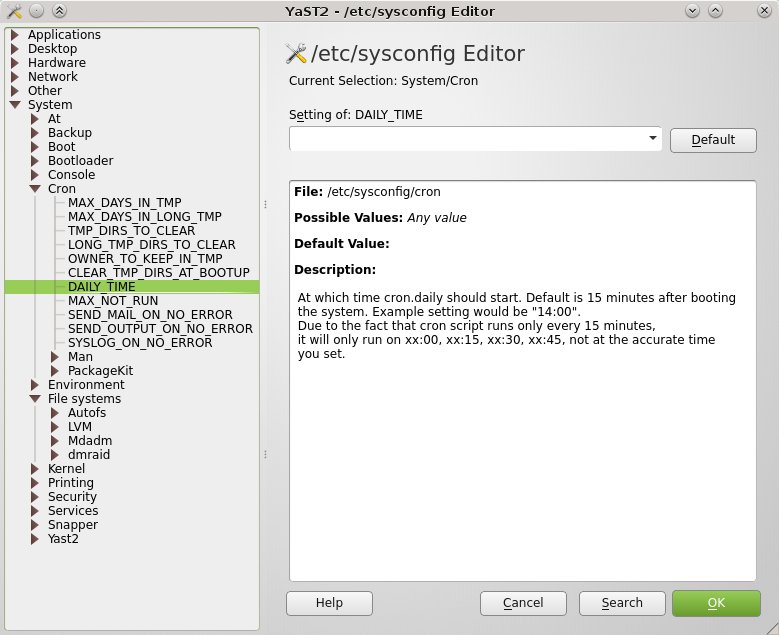 YaST2 - /etc/sysconfig Editor
Applications
Desktop
Hardware
Network
Other
System
At
Backup
Boot
Bootloader
Console
Cron
MAX_DAYS_IN_TMP
MAX_DAYS_IN_LONG_TMP
TMP_DIRS_TO_CLEAR
LONG_TMP_DIRS_TO_CLEAR
OWNER_TO_KEEP_IN_TMP
CLEAR_TMP_DIRS_AT_BOOTUP
DAILY_TIME
MAX_NOT_RUN
SEND_MAIL_ON_NO_ERROR
SEND_OUTPUT_ON_NO_ERROR
SYSLOG_ON_NO_ERROR
Man
PackageKit
Environment
File systems
Autofs
LVM
Mdadm
dmraid
Kernel
Printing
Security
Services
Snapper
Yast2
/etc/sysconfig Editor
Current Selection: System/Cron
Setting of: DAILY_TIME
Default
File: /etc/sysconfig/cron
Possible Values: Any value
Default Value:
Description:
At which time cron.daily should start. Default is 15 minutes after booting
the system. Example setting would be "14:00".
Due to the fact that cron script runs only every 15 minutes,
it will only run on xx:00, xx:15, xx:30, xx:45, not at the accurate time
you set.
Help
Cancel
Search
OK